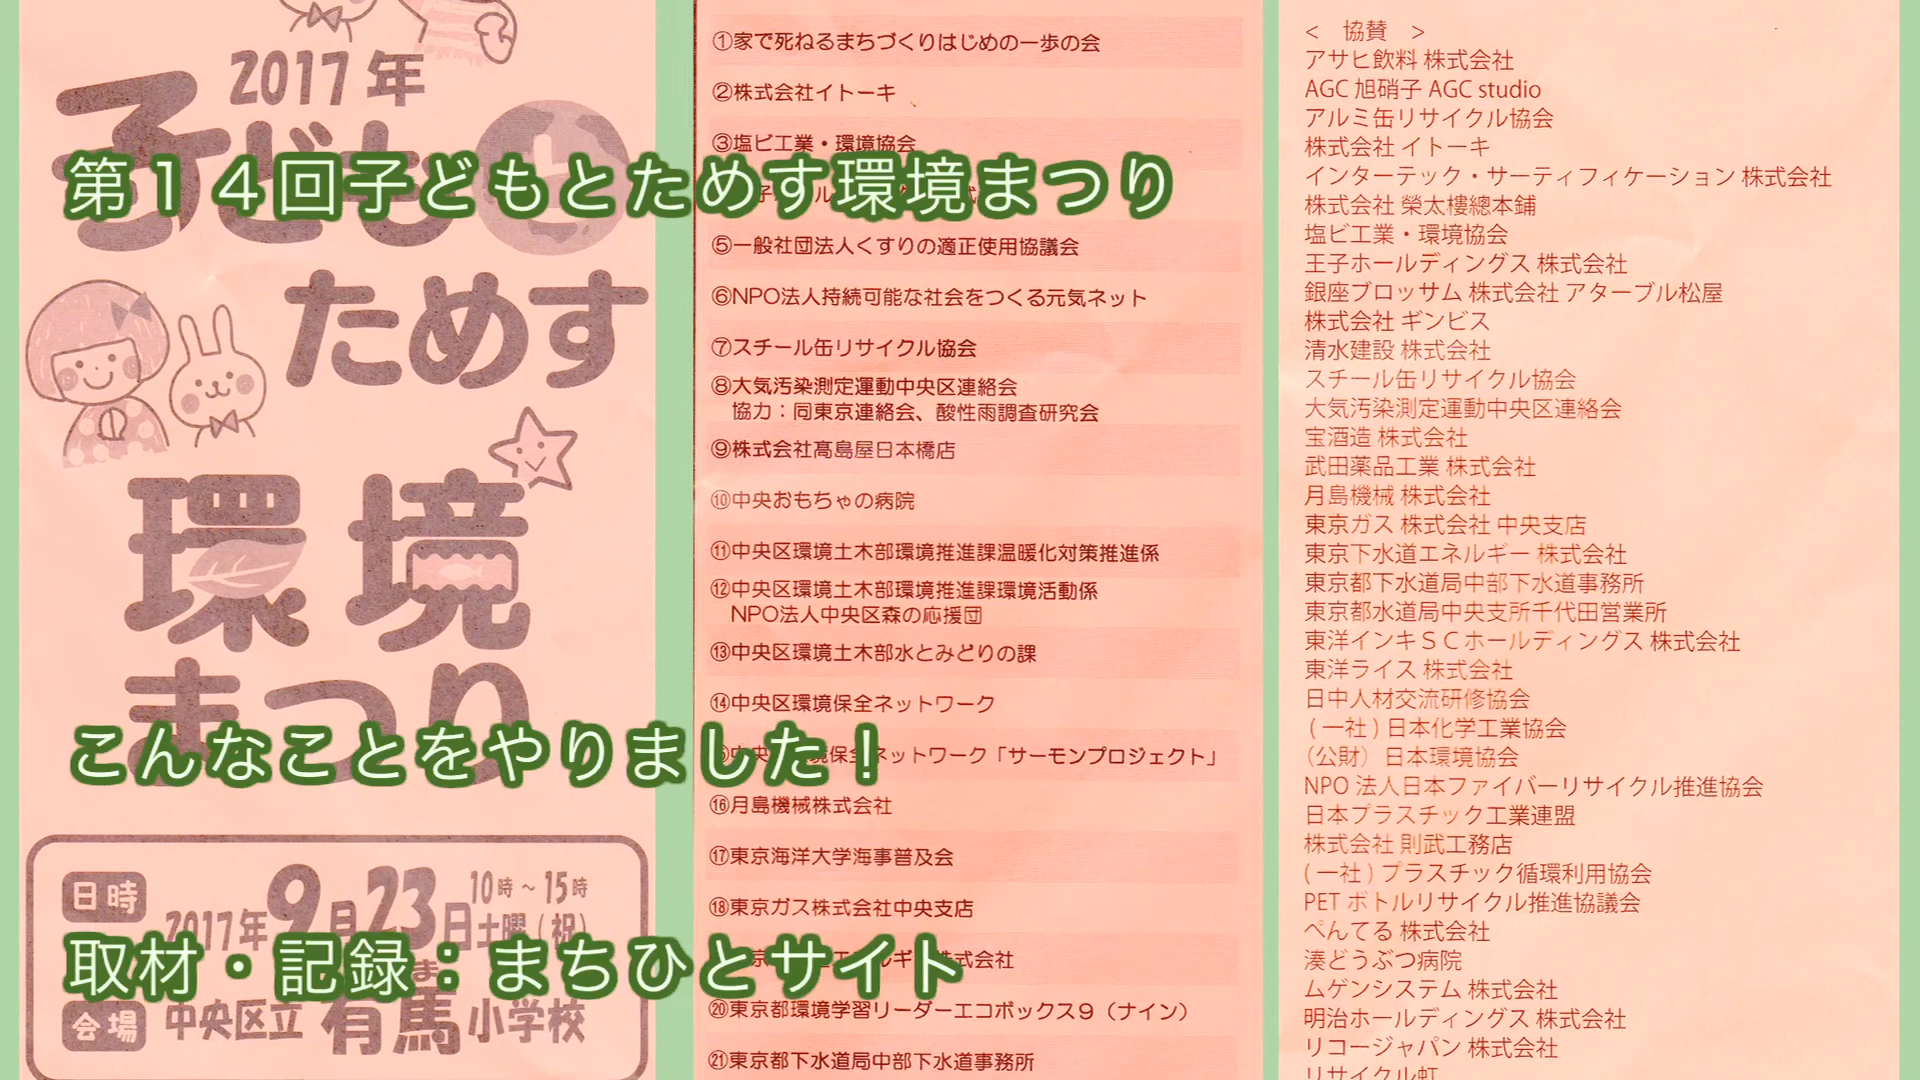 2017年
子ども
ためす
環境
まつり
日時
2017年9月23日土曜(祝)
10時～15時
会場
中央区立 有馬小学校
ま
第１４回子どもとためす環境まつり
こんなことをやりました！
取材・記録：まちひとサイト
①家で死ねるまちづくりはじめの一歩の会
②株式会社イトーキ
③塩ビ工業・環境協会
⑤一般社団法人くすりの適正使用協議会
⑥NPO法人持続可能な社会をつくる元気ネット
⑦スチール缶リサイクル協会
⑧大気汚染測定運動中央区連絡会
協力：同東京連絡会、酸性雨調査研究会
⑨株式会社髙島屋日本橋店
⑩中央おもちゃの病院
⑪中央区環境土木部環境推進課温暖化対策推進係
⑫中央区環境土木部環境推進課環境活動係
NPO法人中央区森の応援団
⑬中央区環境土木部水とみどりの課
⑭中央区環境保全ネットワーク
境保全ネットワーク「サーモンプロジェクト」
⑯月島機械株式会社
⑰東京海洋大学海事普及会
⑱東京ガス株式会社中央支店
株式会社
⑳東京都環境学習リーダーエコボックス9（ナイン）
㉑東京都下水道局中部下水道事務所
< 協賛 >
アサヒ飲料 株式会社
AGC 旭硝子 AGC studio
アルミ缶リサイクル協会
株式会社 イトーキ
インターテック・サーティフィケーション 株式会社
株式会社 榮太樓總本鋪
塩ビ工業・環境協会
王子ホールディングス 株式会社
銀座ブロッサム 株式会社 アターブル松屋
株式会社 ギンビス
清水建設 株式会社
スチール缶リサイクル協会
大気汚染測定運動中央区連絡会
宝酒造 株式会社
武田薬品工業 株式会社
月島機械 株式会社
東京ガス 株式会社 中央支店
東京下水道エネルギー 株式会社
東京都下水道局中部下水道事務所
東京都水道局中央支所千代田営業所
東洋インキＳＣホールディングス 株式会社
東洋ライス 株式会社
日中人材交流研修協会
( 一社 ) 日本化学工業協会
（公財）日本環境協会
NPO 法人日本ファイバーリサイクル推進協会
日本プラスチック工業連盟
株式会社 則武工務店
( 一社 ) プラスチック循環利用協会
PET ボトルリサイクル推進協議会
ぺんてる 株式会社
湊どうぶつ病院
ムゲンシステム 株式会社
明治ホールディングス 株式会社
リコージャパン 株式会社
リサイクル虹